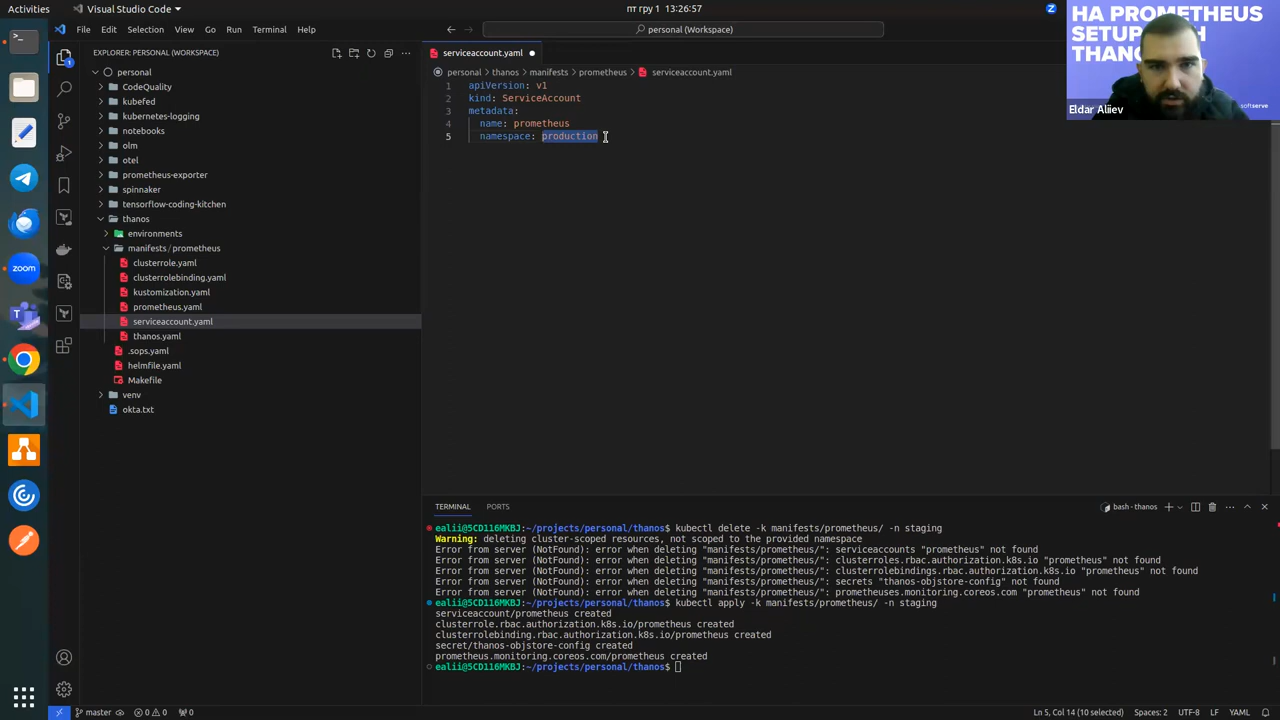 Activities
Visual Studio Code
пт гру 1  13:26:57
File Edit Selection View Go Run Terminal Help
personal (Workspace)
HA PROMETHEUS
SETUP
TH
THANO
Eldar Aliiev
softserve
EXPLORER: PERSONAL (WORKSPACE)
serviceaccount.yaml
personal > thanos > manifests > prometheus > serviceaccount.yaml
personal
CodeQuality
kubefed
kubernetes-logging
notebooks
olm
otel
prometheus-exporter
spinnaker
tensorflow-coding-kitchen
thanos
environments
manifests / prometheus
clusterrole.yaml
clusterrolebinding.yaml
kustomization.yaml
prometheus.yaml
serviceaccount.yaml
thanos.yaml
.sops.yaml
helmfile.yaml
Makefile
venv
okta.txt
1 apiVersion: v1
2 kind: ServiceAccount
3 metadata:
4 name: prometheus
5 namespace: production
TERMINAL PORTS
bash - thanos
ealii@5CD116MKBJ:~/projects/personal/thanos$ kubectl delete -k manifests/prometheus/ -n staging
Warning: deleting cluster-scoped resources, not scoped to the provided namespace
Error from server (NotFound): error when deleting "manifests/prometheus/": serviceaccounts "prometheus" not found
Error from server (NotFound): error when deleting "manifests/prometheus/": clusterroles.rbac.authorization.k8s.io "prometheus" not found
Error from server (NotFound): error when deleting "manifests/prometheus/": clusterrolebindings.rbac.authorization.k8s.io "prometheus" not found
Error from server (NotFound): error when deleting "manifests/prometheus/": secrets "thanos-objstore-config" not found
Error from server (NotFound): error when deleting "manifests/prometheus/": prometheuses.monitoring.coreos.com "prometheus" not found
ealii@5CD116MKBJ:~/projects/personal/thanos$ kubectl apply -k manifests/prometheus/ -n staging
serviceaccount/prometheus created
clusterrole.rbac.authorization.k8s.io/prometheus created
clusterrolebinding.rbac.authorization.k8s.io/prometheus created
secret/thanos-objstore-config created
prometheus.monitoring.coreos.com/prometheus created
ealii@5CD116MKBJ:~/projects/personal/thanos$
zoom
master
0 0
0
Ln 5, Col 14 (10 selected) Spaces: 2 UTF-8 LF YAML